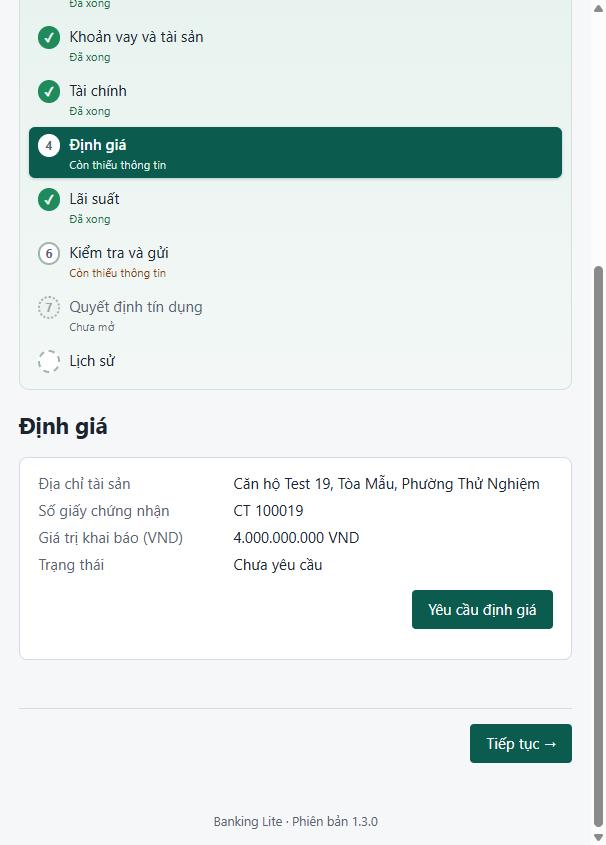 Đã xong
Khoản vay và tài sản
Đã xong
Tài chính
Đã xong
4 Định giá
Còn thiếu thông tin
Lãi suất
Đã xong
6 Kiểm tra và gửi
Còn thiếu thông tin
7 Quyết định tín dụng
Chưa mở
Lịch sử
Định giá
Địa chỉ tài sản Căn hộ Test 19, Tòa Mẫu, Phường Thử Nghiệm
Số giấy chứng nhận CT 100019
Giá trị khai báo (VND) 4.000.000.000 VND
Trạng thái Chưa yêu cầu
Yêu cầu định giá
Tiếp tục →
Banking Lite · Phiên bản 1.3.0